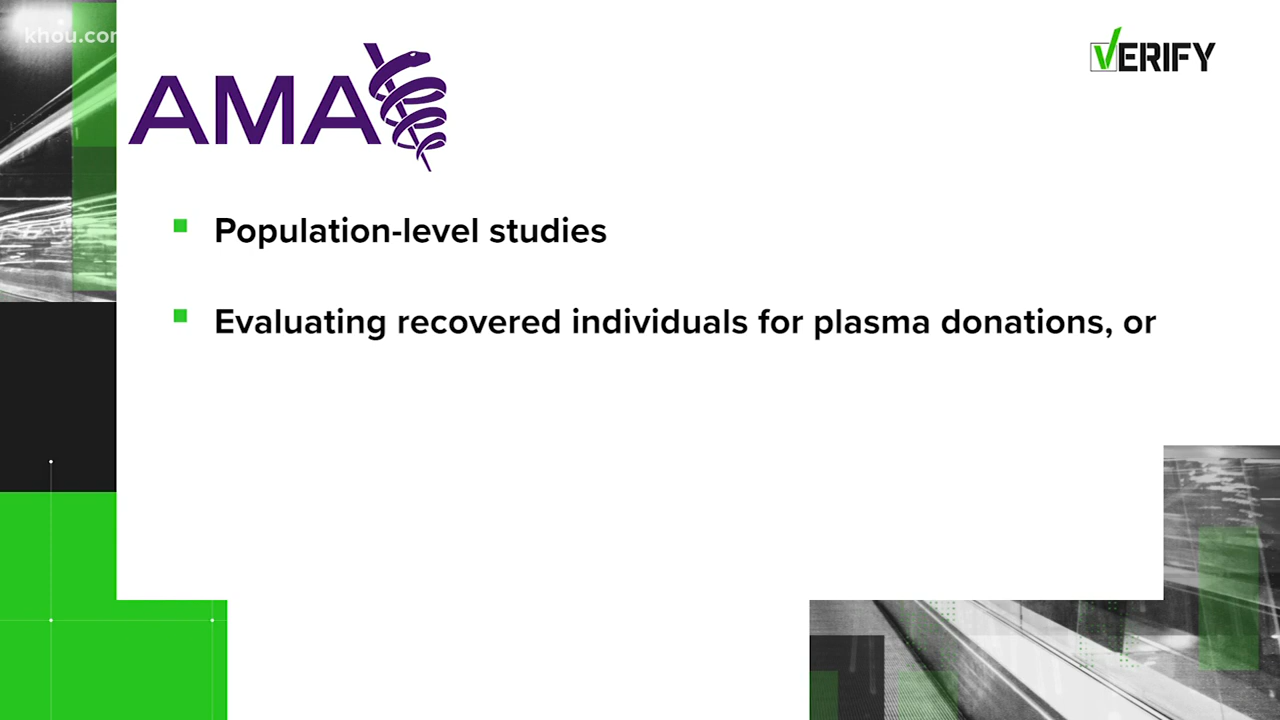 khou.com
AMA
VERIFY
Population-level studies
Evaluating recovered individuals for plasma donations, or